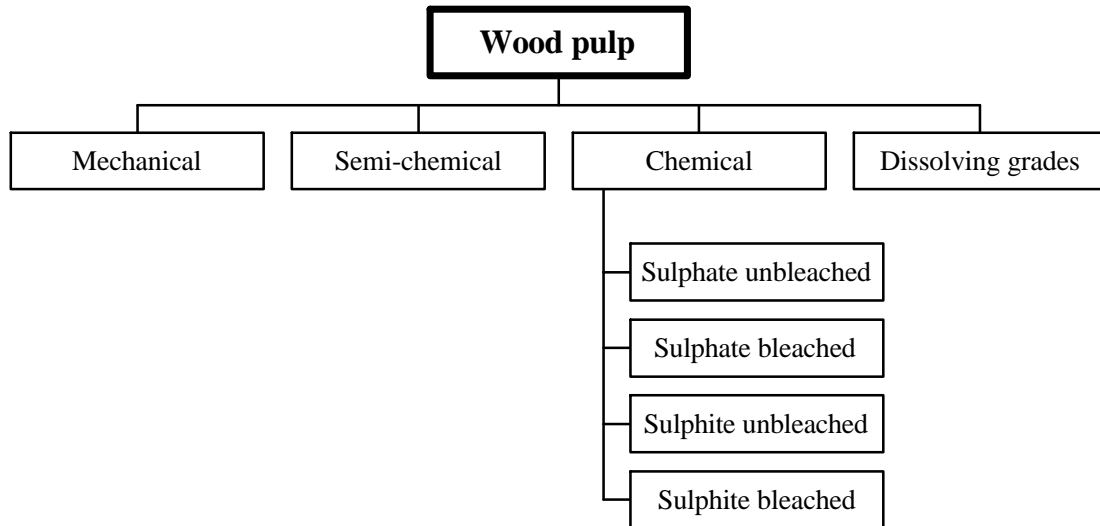 Wood pulp
Mechanical
Semi-chemical
Chemical
Dissolving grades
Sulphate unbleached
Sulphate bleached
Sulphite unbleached
Sulphite bleached